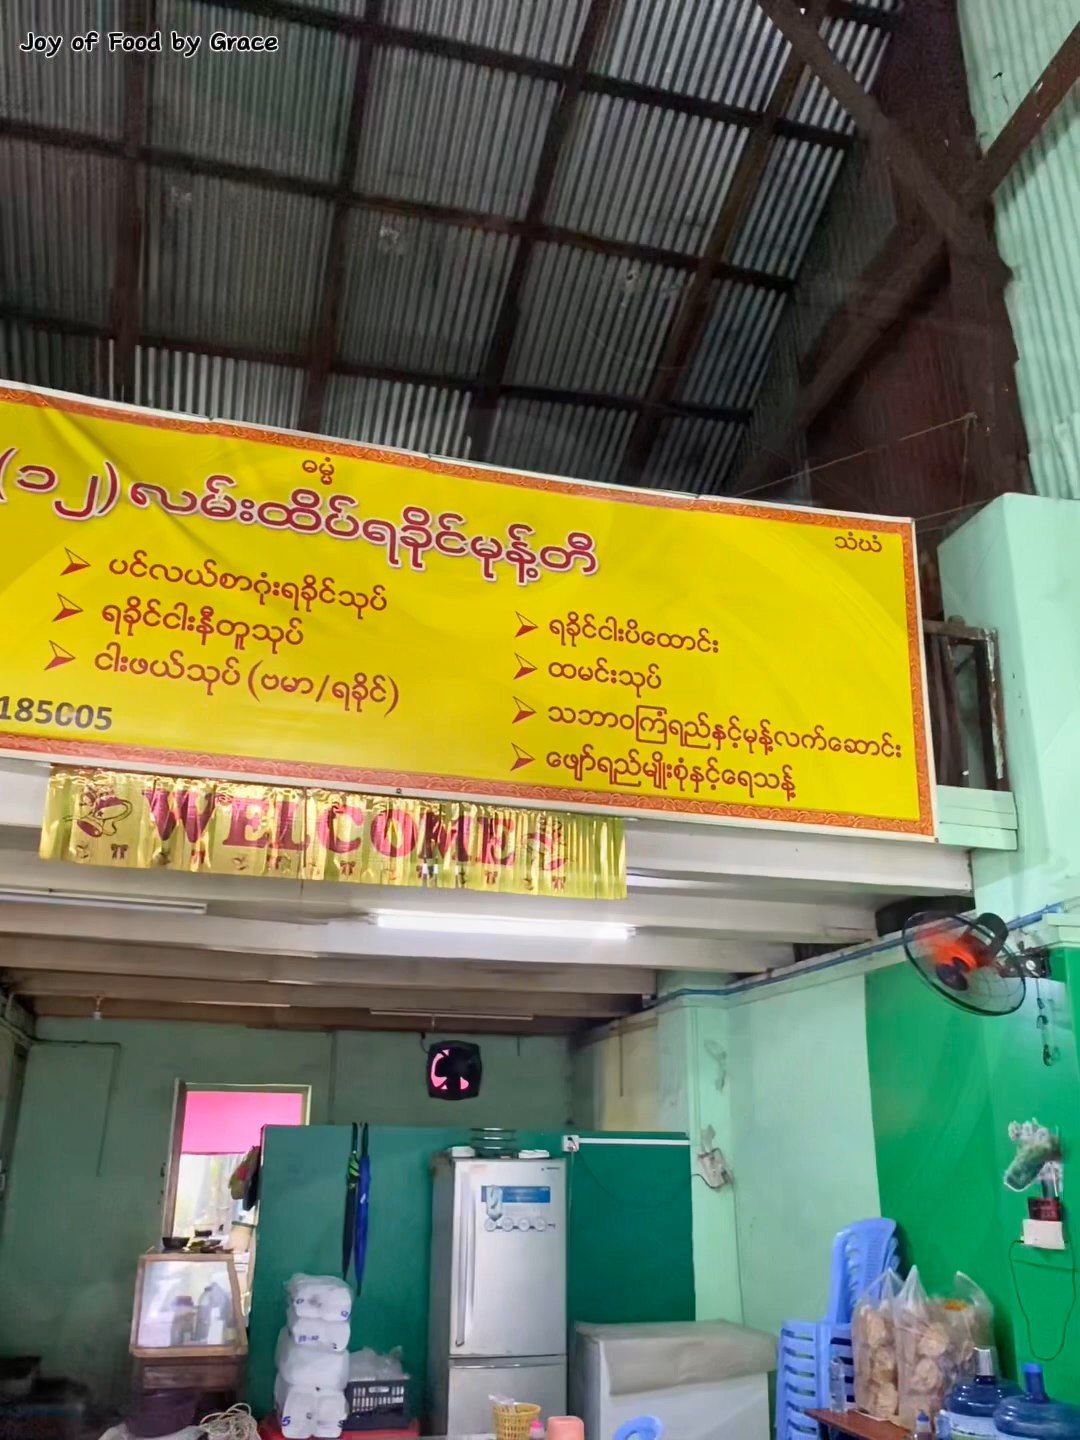 Joy of Food by Grace
ဓမ္မံ
သံဃံ
(၁၂) လမ်းထိပ်ရခိုင်မုန့်တီ
ပင်လယ်စာဂုံးရခိုင်သုပ်
ရခိုင်ငါးနီတူသုပ်
ငါးဖယ်သုပ် (ဗမာ/ရခိုင်)
185005
ရခိုင်ငါးပိထောင်း
ထမင်းသုပ်
သဘာဝကြံရည်နှင့်မုန့်လက်ဆောင်း
ဖျော်ရည်မျိုးစုံနှင့်ရေသန့်
WELCOME